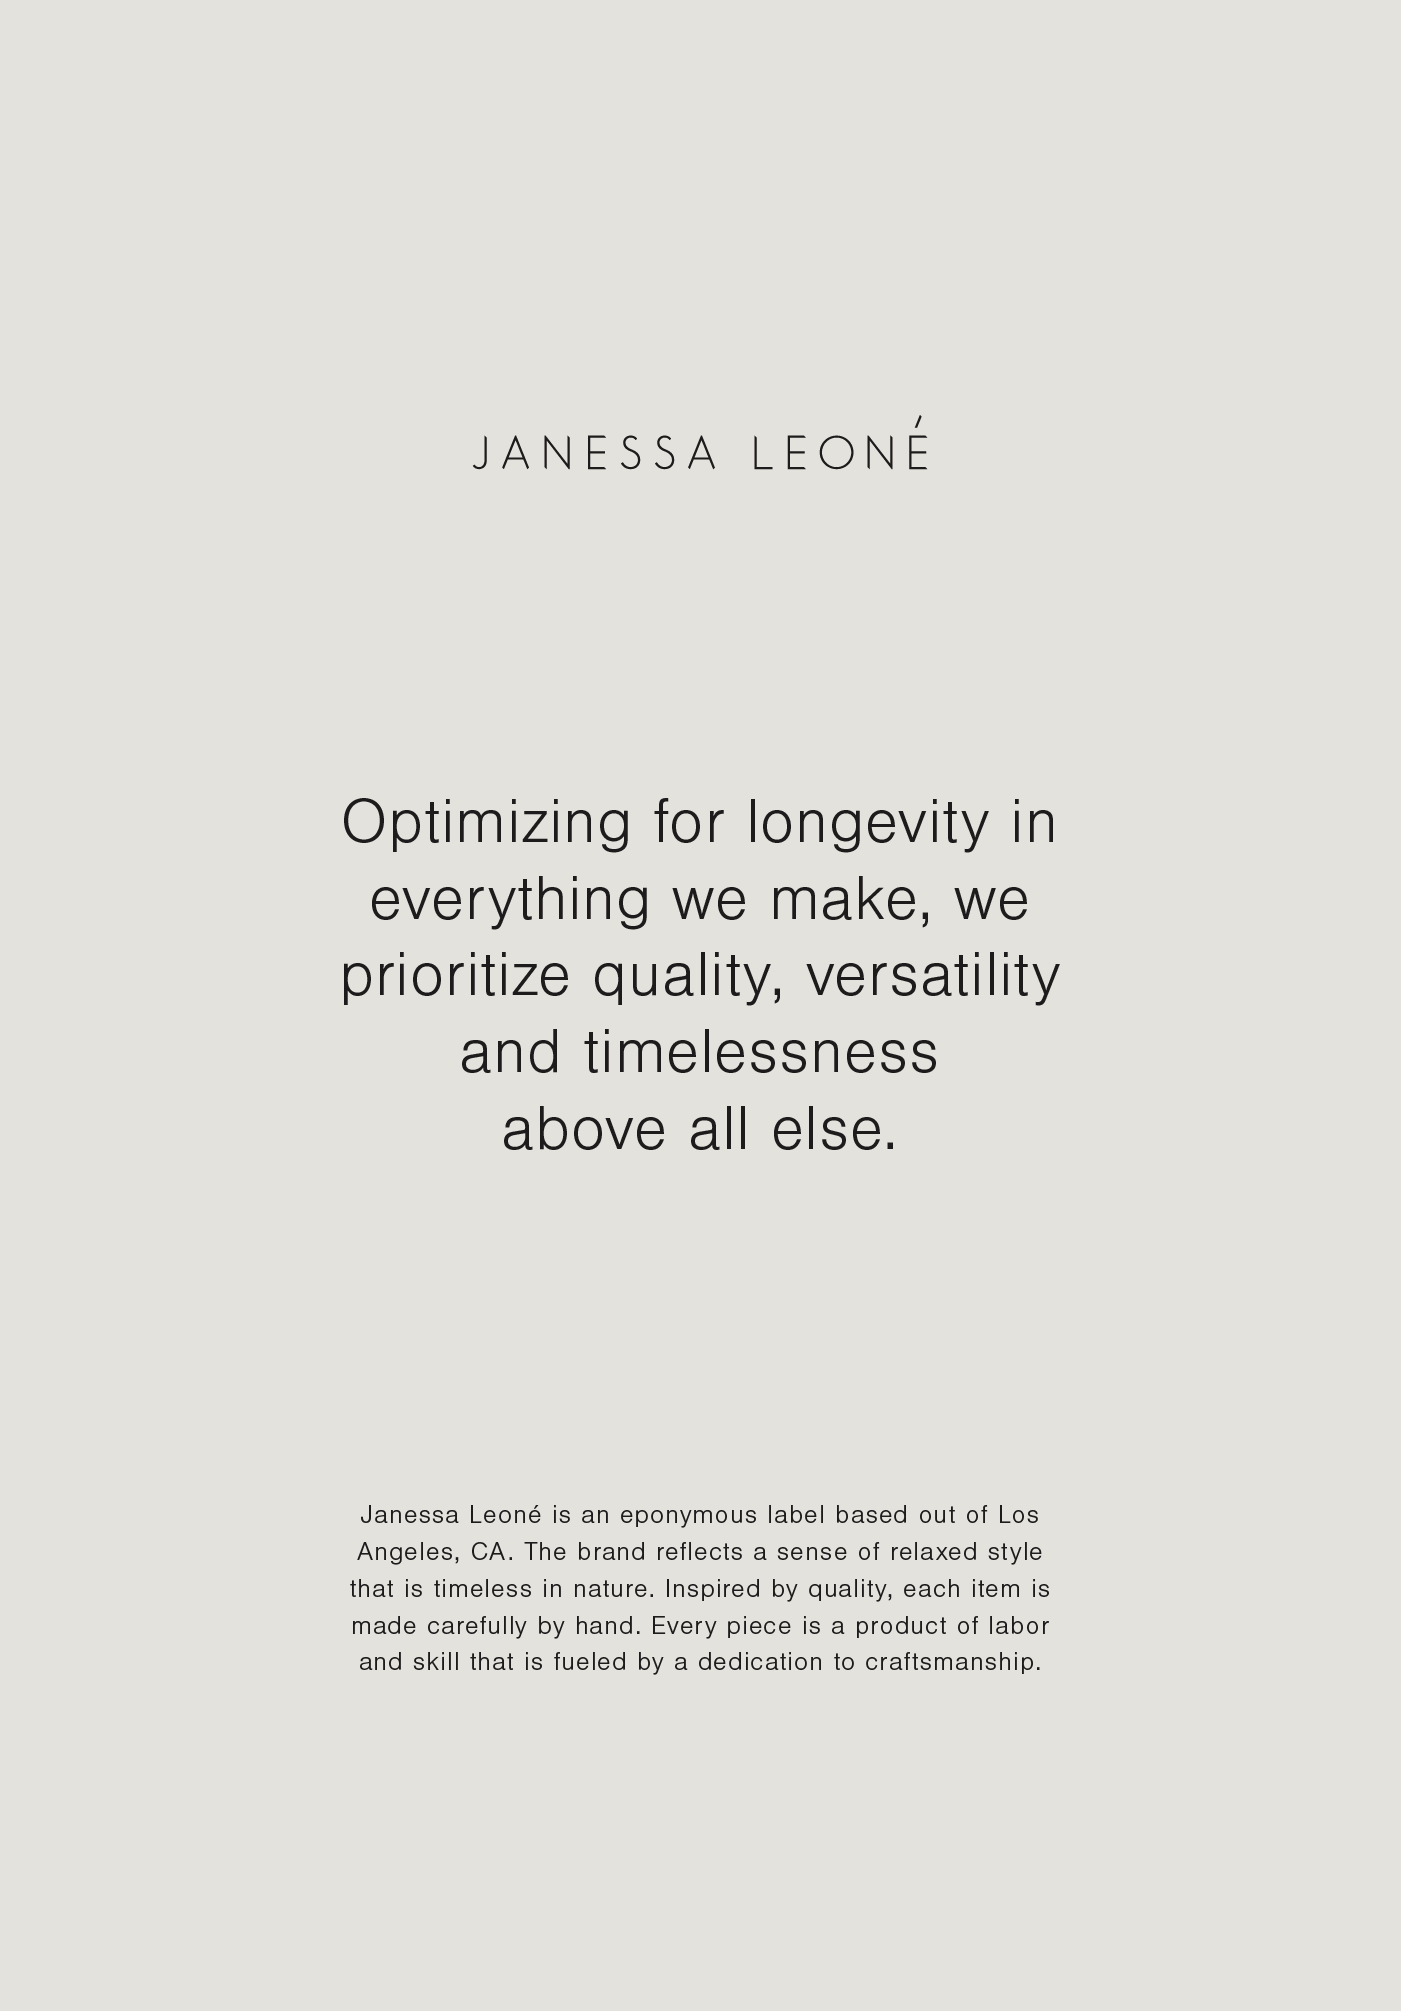 JANESSA LEONÉ
Optimizing for longevity in
everything we make, we
prioritize quality, versatility
and timelessness
above all else.
Janessa Leoné is an eponymous label based out of Los
Angeles, CA. The brand reflects a sense of relaxed style
that is timeless in nature. Inspired by quality, each item is
made carefully by hand. Every piece is a product of labor
and skill that is fueled by a dedication to craftsmanship.